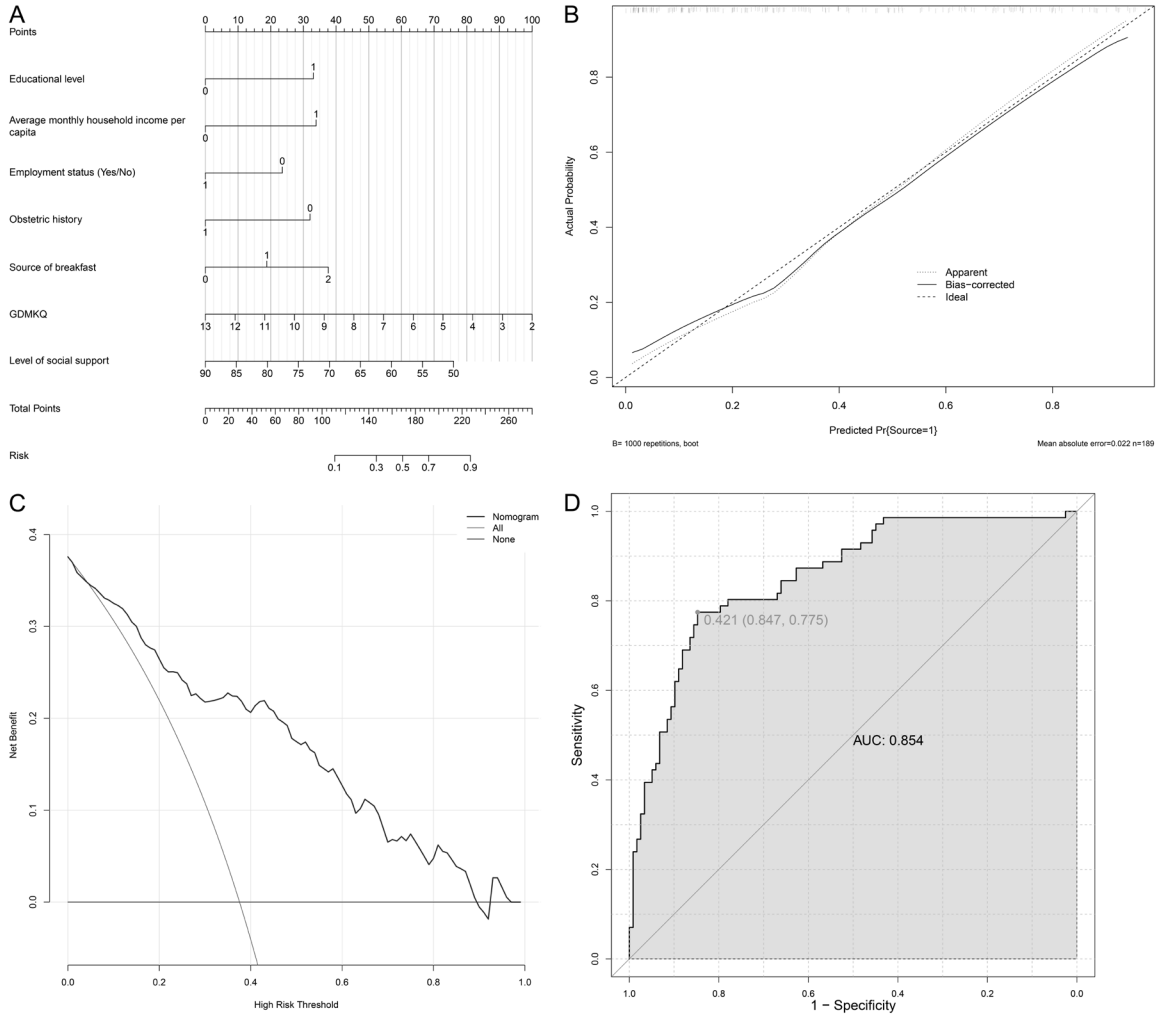 A
Points
0 10 20 30 40 50 60 70 80 90 100
Educational level
1
0
Average monthly household income per
capita
1
0
Employment status (Yes/No)
0
1
Obstetric history
0
1
Source of breakfast
1
0 2
GDMKQ
13 12 11 10 9 8 7 6 5 4 3 2
Level of social support
90 85 80 75 70 65 60 55 50
Total Points
0 20 40 60 80 100 120 140 160 180 200 220 260
Risk
0.1 0.3 0.5 0.7 0.9
B
Actual Probability
0.8
0.6
0.4
0.2
0.0
Apparent
Bias−corrected
Ideal
0.0 0.2 0.4 0.6 0.8
Predicted Pr{Source=1}
B= 1000 repetitions, boot
Mean absolute error=0.022 n=189
C
Nomogram
All
None
Net Benefit
0.4
0.3
0.2
0.1
0.0
0.0 0.2 0.4 0.6 0.8 1.0
High Risk Threshold
D
Sensitivity
1.0
0.8
0.6
0.4
0.2
0.0
0.421 (0.847, 0.775)
AUC: 0.854
1.0 0.8 0.6 0.4 0.2 0.0
1 − Specificity